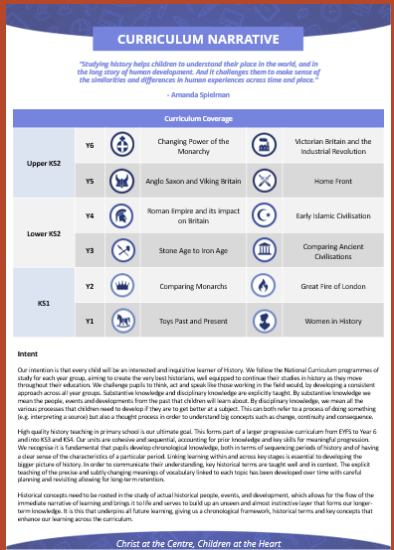 CURRICULUM NARRATIVE
"Studying history helps children to understand their place in the world, and in
the long story of human development. And it challenges them to make sense of
the similarities and differences in human experiences across time and place."
- Amanda Spielman
Curriculum Coverage
Upper KS2
Y6
Changing Power of the
Monarchy
Victorian Britain and the
Industrial Revolution
Y5
Anglo Saxon and Viking Britain
Home Front
Lower KS2
Y4
Roman Empire and its impact
on Britain
Early Islamic Civilisation
Y3
Stone Age to Iron Age
Comparing Ancient
Civilisations
KS1
Y2
Comparing Monarchs
Great Fire of London
Y1
Toys Past and Present
Women in History
Intent
Our intention is that every child will be an interested and inquisitive learner of History. We follow the National Curriculum programmes of
study for each year group, aiming to create the very best historians, well equipped to continue their studies in history as they move
throughout their education. We challenge pupils to think, act and speak like those working in the field would, by developing a consistent
approach across all year groups. Substantive knowledge and disciplinary knowledge are explicitly taught. By substantive knowledge we
mean the people, events and developments from the past that children will learn about. By disciplinary knowledge, we mean all the
various processes that children need to develop if they are to get better at a subject. This can both refer to a process of doing something
(e.g. interpreting a source) but also a thought process in order to understand big concepts such as change, continuity and consequence.
High quality history teaching in primary school is our ultimate goal. This forms part of a larger progressive curriculum from EYFS to Year 6
and into KS3 and KS4. Our units are cohesive and sequential, accounting for prior knowledge and key skills for meaningful progression.
We recognise it is fundamental that pupils develop chronological knowledge, both in terms of sequencing periods of history and of having
a clear sense of the characteristics of a particular period. Linking learning within and across key stages is essential to developing the
bigger picture of history. In order to communicate their understanding, key historical terms are taught well and in context. The explicit
teaching of the precise and subtly changing meanings of vocabulary linked to each topic has been developed over time with careful
planning and revisiting allowing for long-term retention.
Historical concepts need to be rooted in the study of actual historical people, events, and development, which allows for the flow of the
immediate narrative of learning and brings it to life and serves to build up an unseen and almost instinctive layer that forms our longer-
term knowledge. It is this that underpins all future learning, giving us a chronological framework, historical terms and key concepts that
enhance our learning across the curriculum.
Christ at the Centre, Children at the Heart